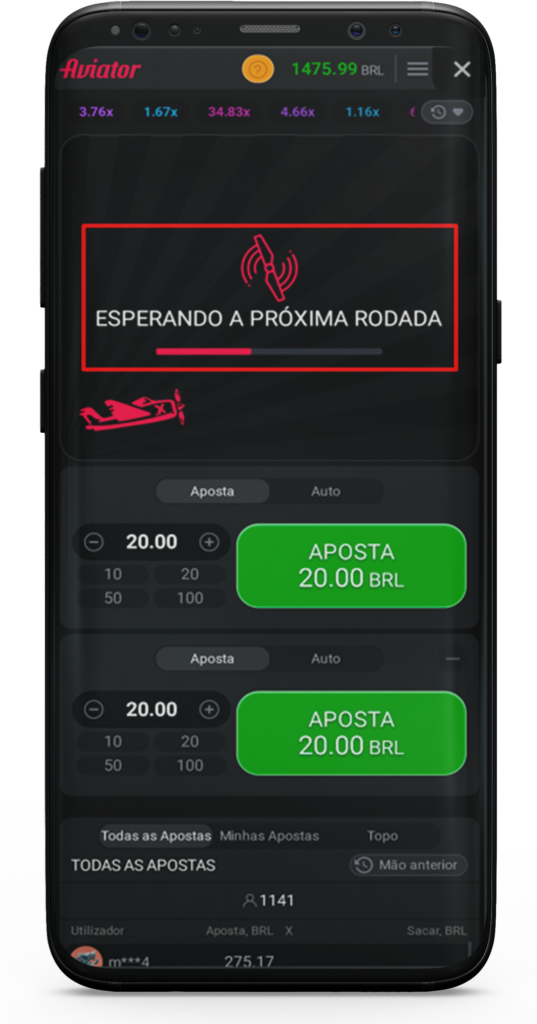 Aviator ? 1475.99 BRL
3.76x 1.67x 34.83x 4.66x 1.16x
ESPERANDO A PRÓXIMA RODADA
X
Aposta Auto
20.00
10 20
50 100
APOSTA
20.00 BRL
Aposta Auto
20.00
10 20
50 100
APOSTA
20.00 BRL
Todas as Apostas Minhas Apostas Topo
TODAS AS APOSTAS Mão anterior
1141
Utilizador Aposta, BRL X Sacar, BRL
m***4 275.17